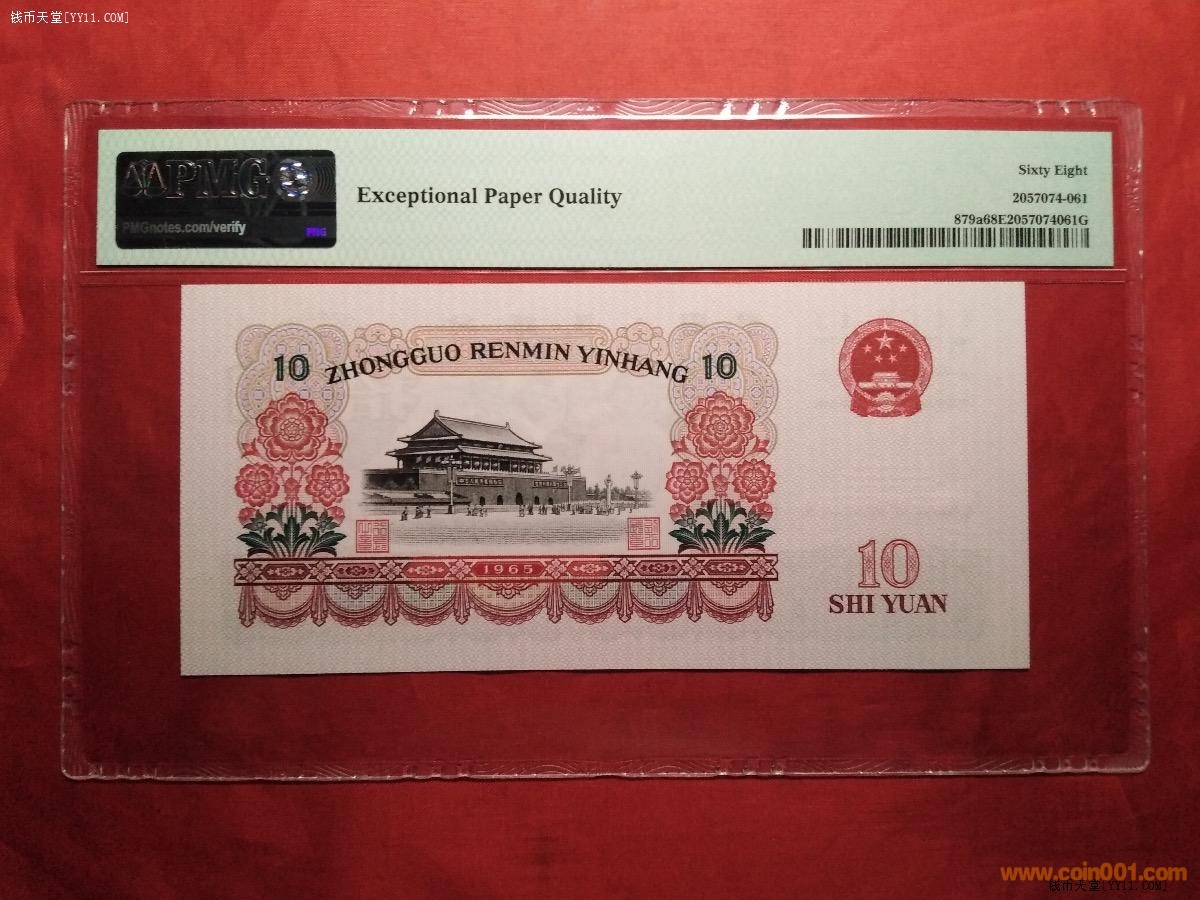 钱币天堂[YY11.COM]
PMG
PMGnotes.com/verify
PMG
Exceptional Paper Quality
Sixty Eight
2057074-061
879a68E2057074061G
10 ZHONGGUO RENMIN YINHANG 10
1965
10
SHI YUAN
www.coin001.com
钱币天堂[YY11.COM]